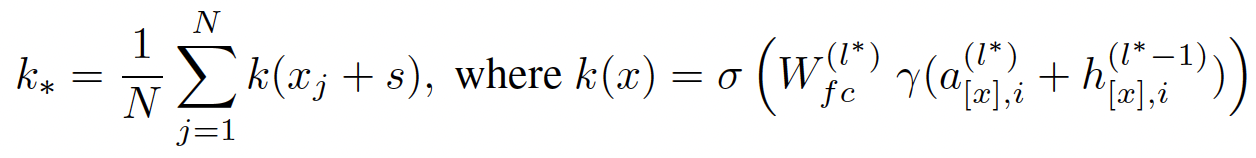 k_* = \frac{1}{N} \sum_{j=1}^{N} k(x_j + s), where k(x) = \sigma \left( W_{fc}^{(l^*)} \gamma(a_{[x],i}^{(l^*)} + h_{[x],i}^{(l^*-1)}) \right)